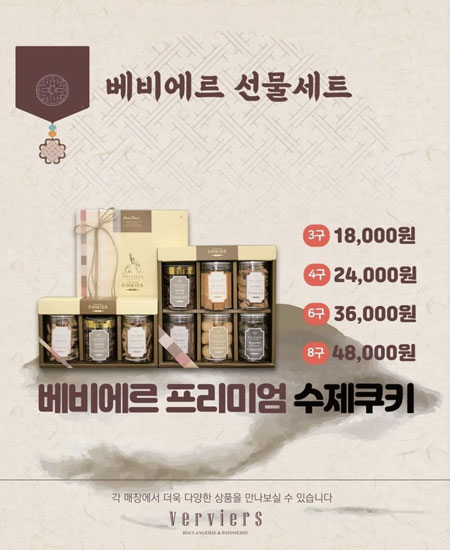 베비에르 선물세트
3구 18,000원
4구 24,000원
6구 36,000원
8구 48,000원
COOKIES
Verviers
COOKIES
베비에르 프리미엄 수제쿠키
각 매장에서 더욱 다양한 상품을 만나보실 수 있습니다
Verviers
BOULANGERIE & PATISSERIE